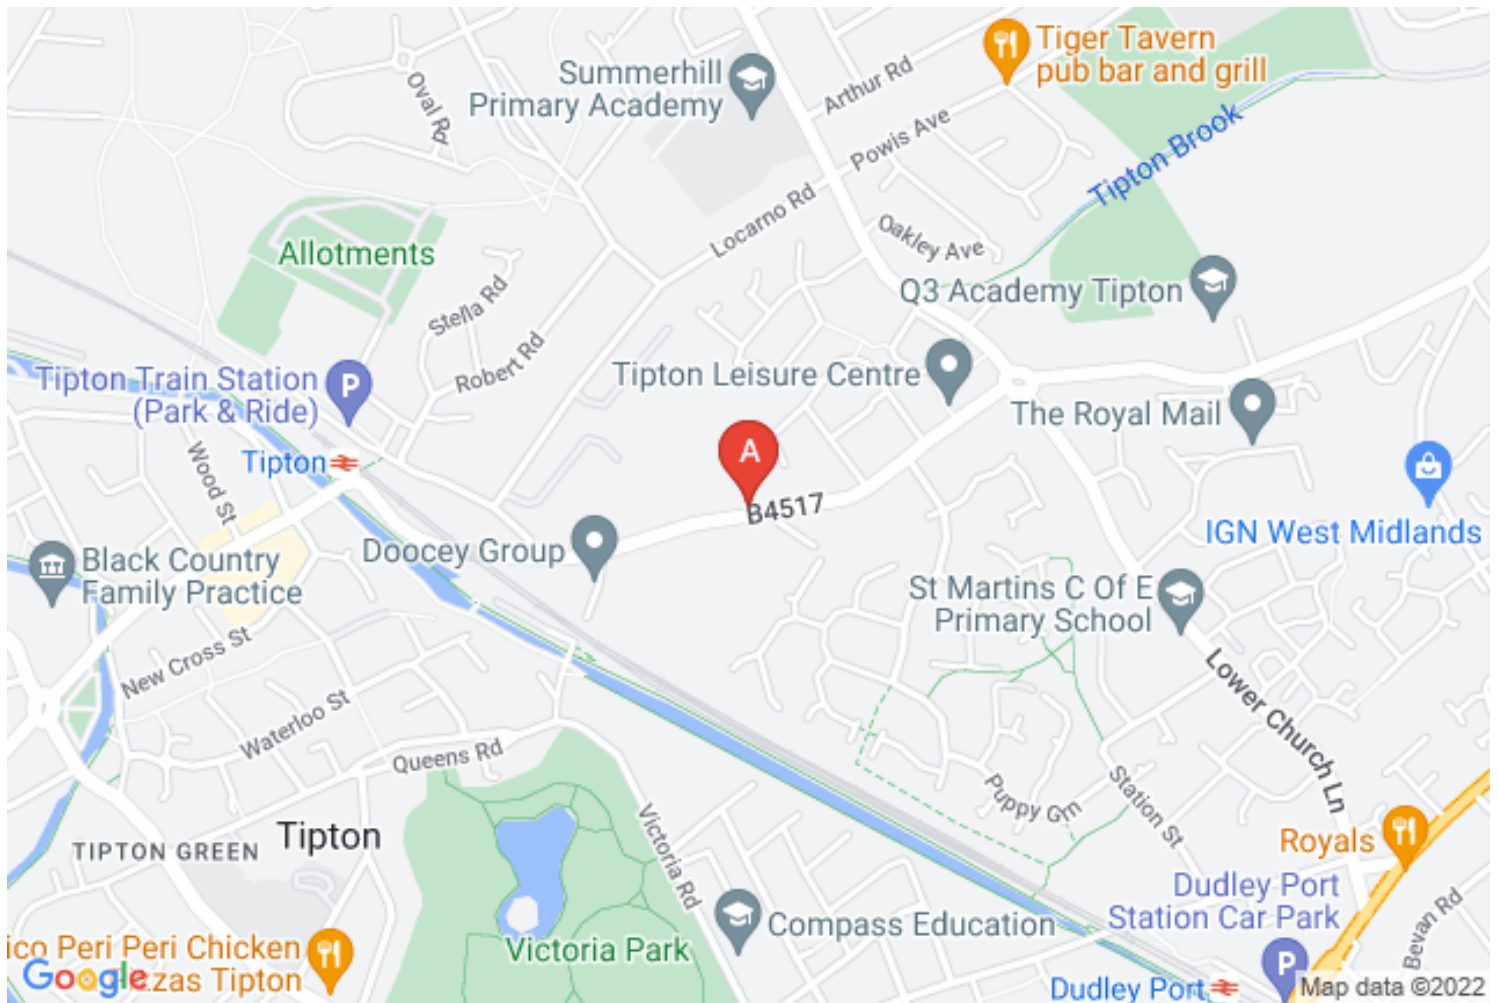 Tiger Tavern
pub bar and grill
Summerhill
Primary Academy
Arthur Rd
Oval Rd
Powis Ave
Tipton Brook
Locarno Rd
Oakley Ave
Allotments
Stella Rd
Q3 Academy Tipton
Robert Rd
Tipton Train Station
(Park & Ride)
P
Tipton Leisure Centre
The Royal Mail
A
Tipton
Wood St
B4517
IGN West Midlands
Doocey Group
Black Country
Family Practice
St Martins C Of E
Primary School
New Cross St
Lower Church Ln
Waterloo St
Queens Rd
Puppy Grn
Station St
Victoria Rd
Tipton
TIPTON GREEN
Royals
Dudley Port
Station Car Park
Bevan Rd
Compass Education
Victoria Park
ico Peri Peri Chicken
zas Tipton
Google
P
Dudley Port
Map data ©2022